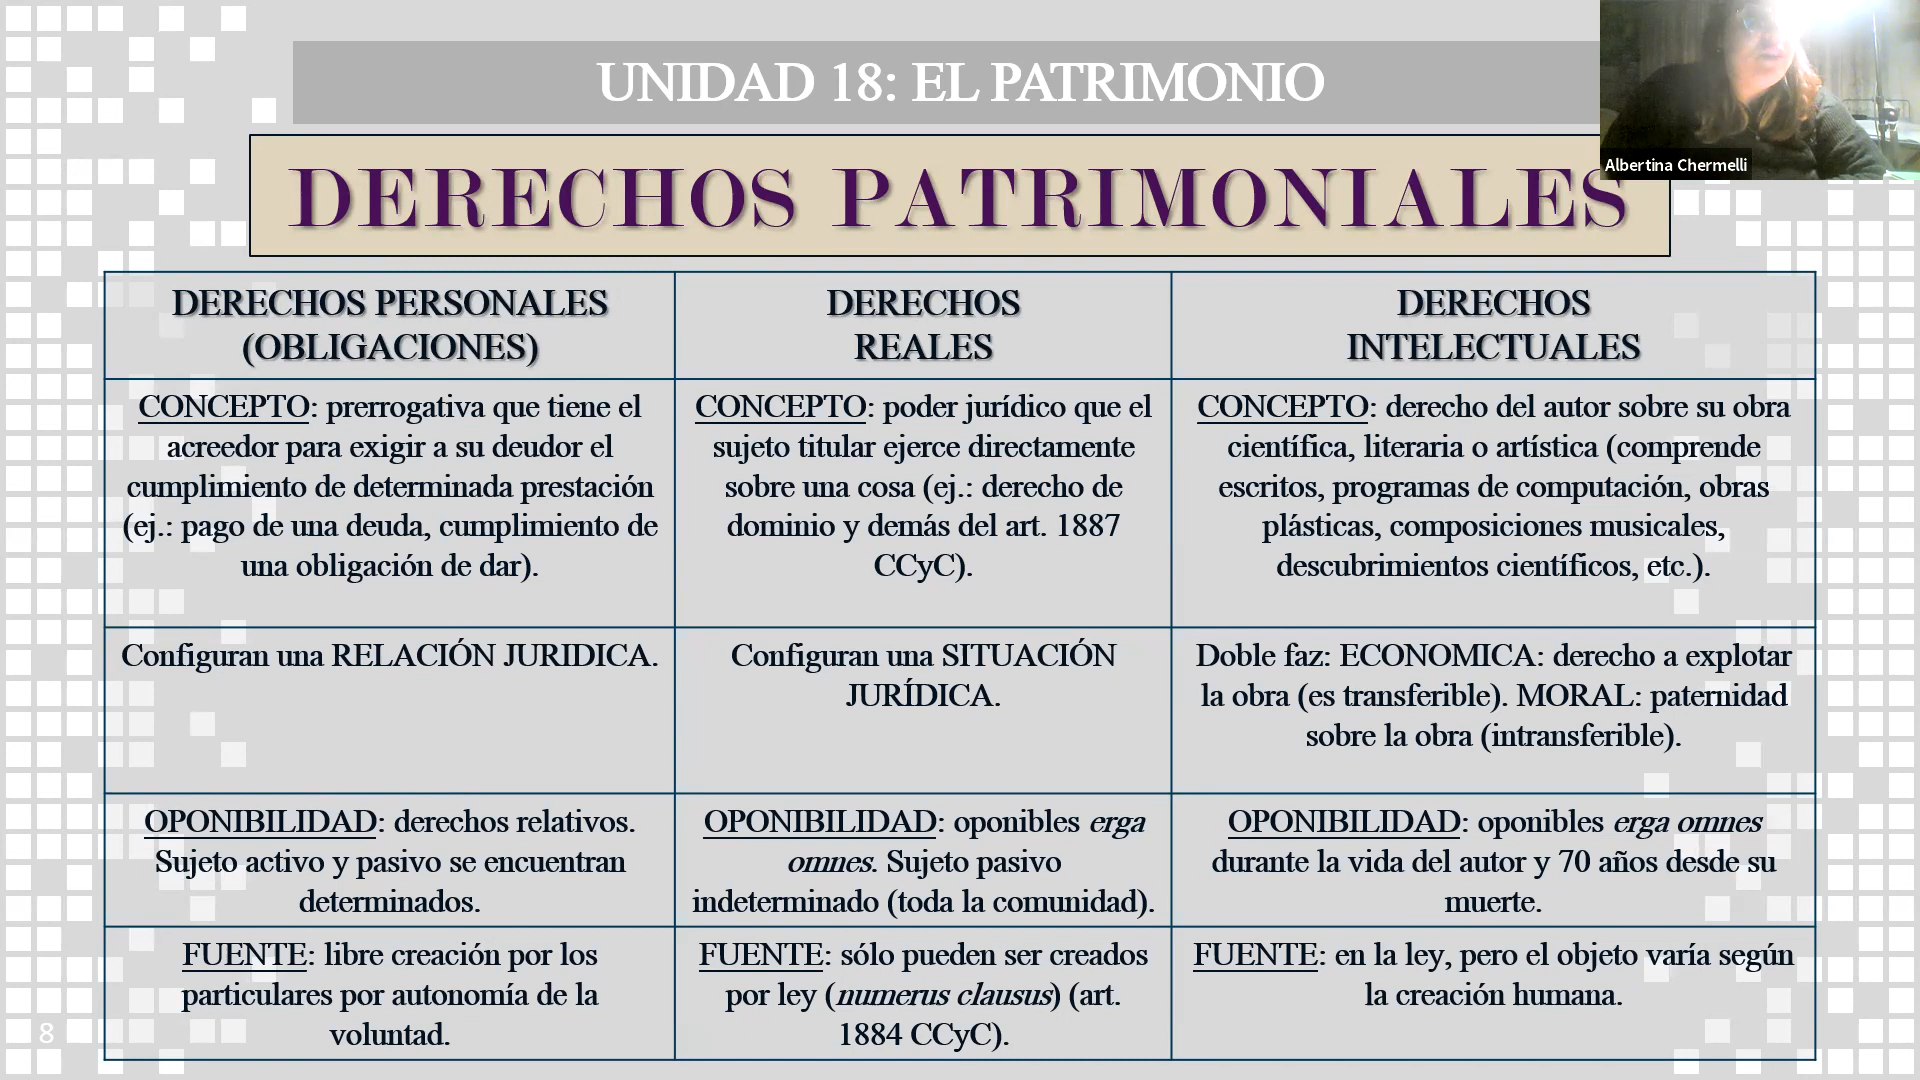 UNIDAD 18: EL PATRIMONIO
Albertina Chermelli
DERECHOS PATRIMONIALES
DERECHOS PERSONALES
(OBLIGACIONES)
DERECHOS
REALES
DERECHOS
INTELECTUALES
CONCEPTO: prerrogativa que tiene el
acreedor para exigir a su deudor el
cumplimiento de determinada prestación
(ej.: pago de una deuda, cumplimiento de
una obligación de dar).
CONCEPTO: poder jurídico que el
sujeto titular ejerce directamente
sobre una cosa (ej.: derecho de
dominio y demás del art. 1887
CCyC).
CONCEPTO: derecho del autor sobre su obra
científica, literaria o artística (comprende
escritos, programas de computación, obras
plásticas, composiciones musicales,
descubrimientos científicos, etc.).
Configuran una RELACIÓN JURIDICA.
Configuran una SITUACIÓN
JURÍDICA.
Doble faz: ECONOMICA: derecho a explotar
la obra (es transferible). MORAL: paternidad
sobre la obra (intransferible).
OPONIBILIDAD: derechos relativos.
Sujeto activo y pasivo se encuentran
determinados.
OPONIBILIDAD: oponibles erga
omnes. Sujeto pasivo
indeterminado (toda la comunidad).
OPONIBILIDAD: oponibles erga omnes
durante la vida del autor y 70 años desde su
muerte.
FUENTE: libre creación por los
particulares por autonomía de la
voluntad.
FUENTE: sólo pueden ser creados
por ley (numerus clausus) (art.
1884 CCyC).
FUENTE: en la ley, pero el objeto varía según
la creación humana.
8